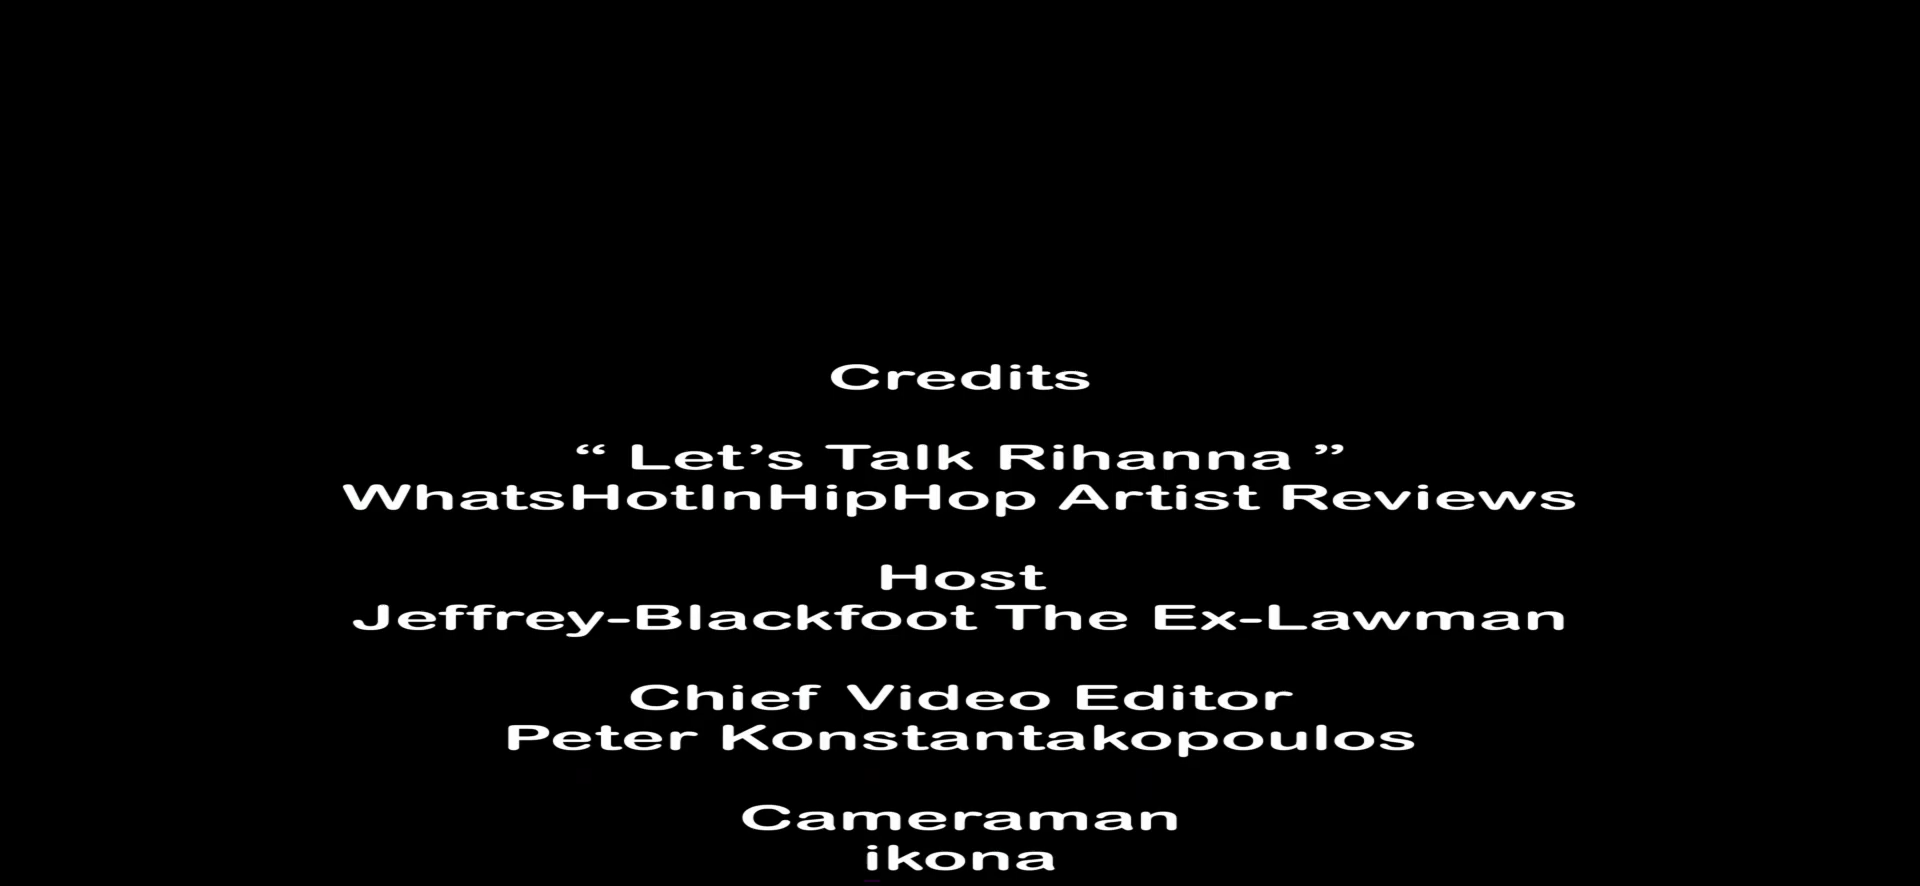 Credits
“ Let’s Talk Rihanna ”
WhatsHotInHipHop Artist Reviews
Host
Jeffrey-Blackfoot The Ex-Lawman
Chief Video Editor
Peter Konstantakopoulos
Cameraman
ikona